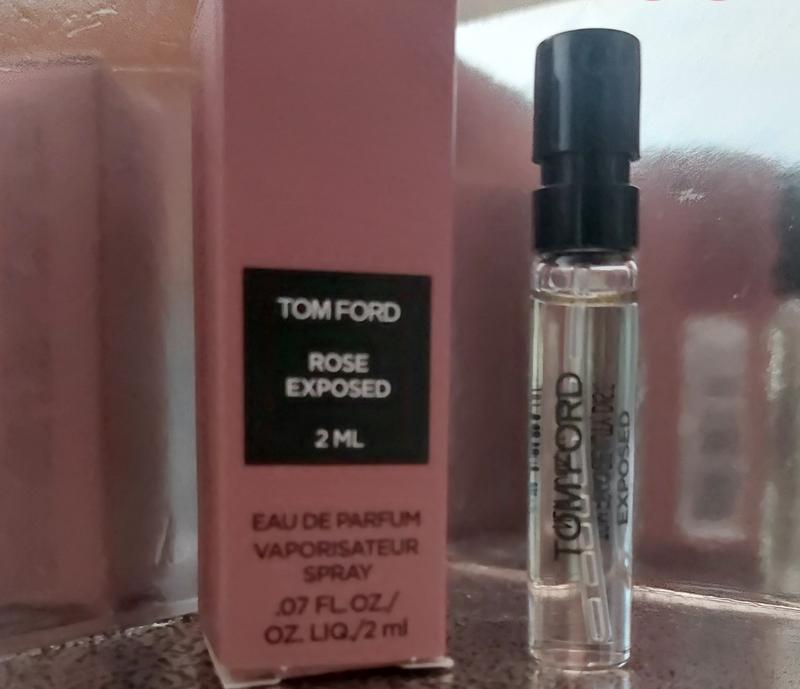 TOM FORD
ROSE
EXPOSED
2 ML
EAU DE PARFUM
VAPORISATEUR
SPRAY
.07 FL.OZ./
OZ. LIQ./2 ml
TOM FORD
EXPOSED